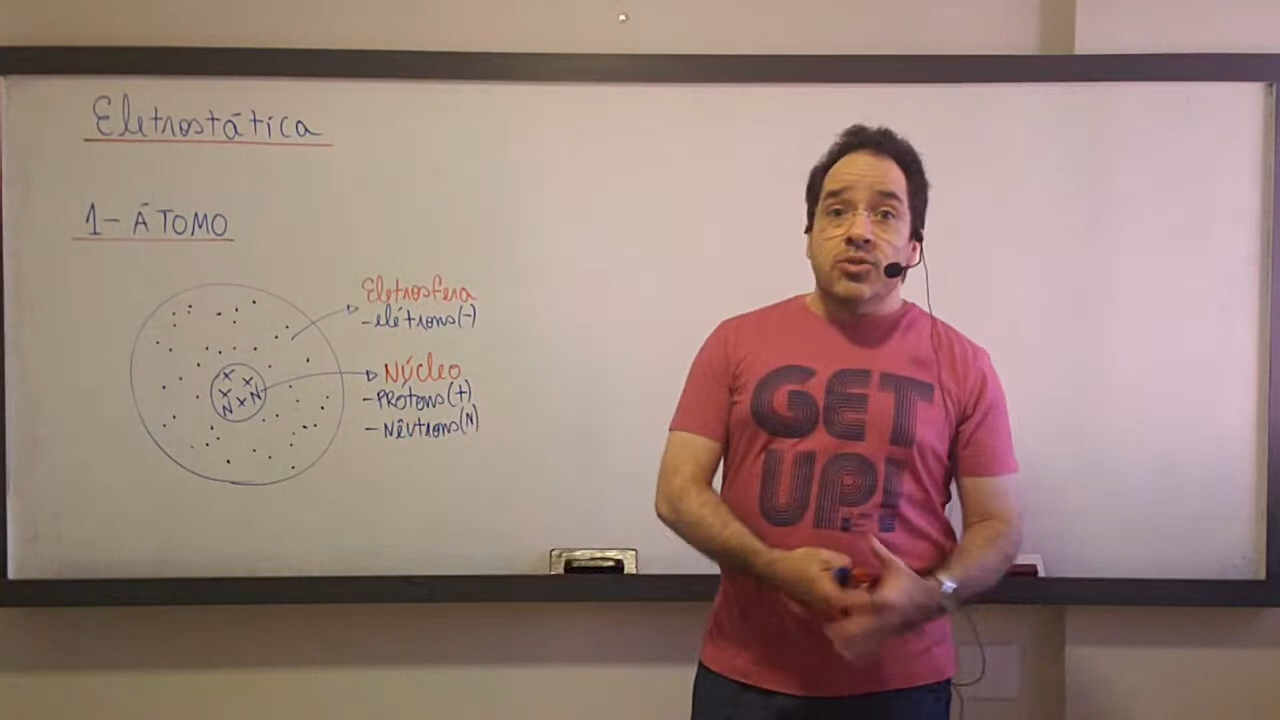 Eletrostática
1- ÁTOMO
Eletrosfera
-elétrons(-)
Núcleo
-PRÓTONS(+)
-Nêutrons(N)
x
x
x
x N
N
GET
UP!